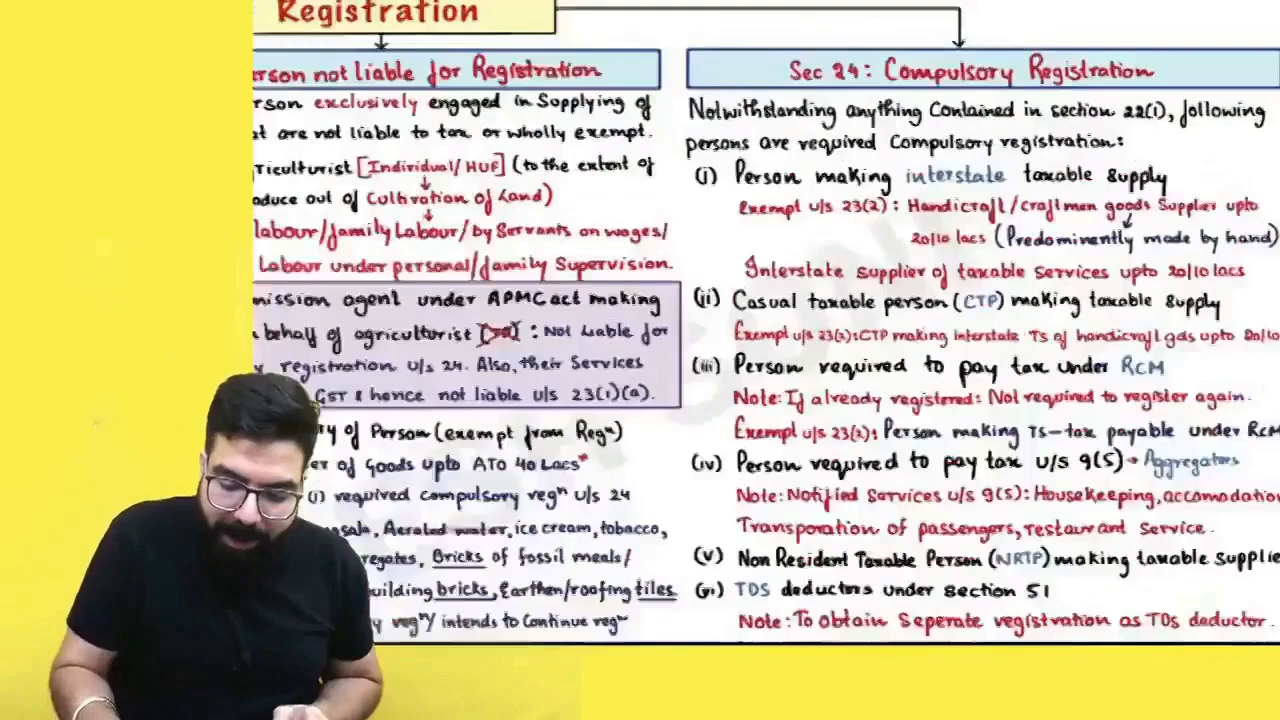 Registration
erson not liable for Registration
rson exclusively engaged in Supplying of
at are not liable to tax or wholly exempt.
riculturist [Individual/HUF] (to the extent of
oduce out of Cultivation of Land)
labour/family Labour/by Servants on wages/
Labour under personal/family Supervision.
mission agent under APMC act making
behalf of agriculturist : Not Liable for
registration u/s 24. Also, their Services
GST & hence not liable u/s 23(1)(a).
ry of Person (exempt from Regⁿ)
er of Goods upto ATO 40 Lacs*
(i) required compulsory regⁿ u/s 24
asala, Aerated water, ice cream, tobacco,
regates, Bricks of fossil meals/
uilding bricks, Earthen/roofing tiles
y regⁿ/ intends to Continue regⁿ
Sec 24: Compulsory Registration
Notwithstanding anything Contained in section 22(1), following
persons are required Compulsory registration:
(i) Person making interstate taxable supply
Exempt u/s 23(2): Handicraft/craftmen goods Supplier upto
20/10 lacs (Predominently made by hand)
Interstate supplier of taxable Services upto 20/10 lacs
(ii) Casual taxable person (CTP) making taxable supply
Exempt u/s 23(2): CTP making interstate TS of handicraft gds upto 20/10
(iii) Person required to pay tax under RCM
Note: If already registered: Not required to register again.
Exempt u/s 23(2): Person making TS-tax payable under RCM
(iv) Person required to pay tax u/s 9(5) → Aggregators
Note: Notified Services u/s 9(5): Housekeeping, accomodation
Transporation of passengers, restaurant service.
(v) Non Resident Taxable Person (NRTP) making taxable supplie
(vi) TDS deductors under section 51
Note: To obtain Seperate registration as TDS deductor.